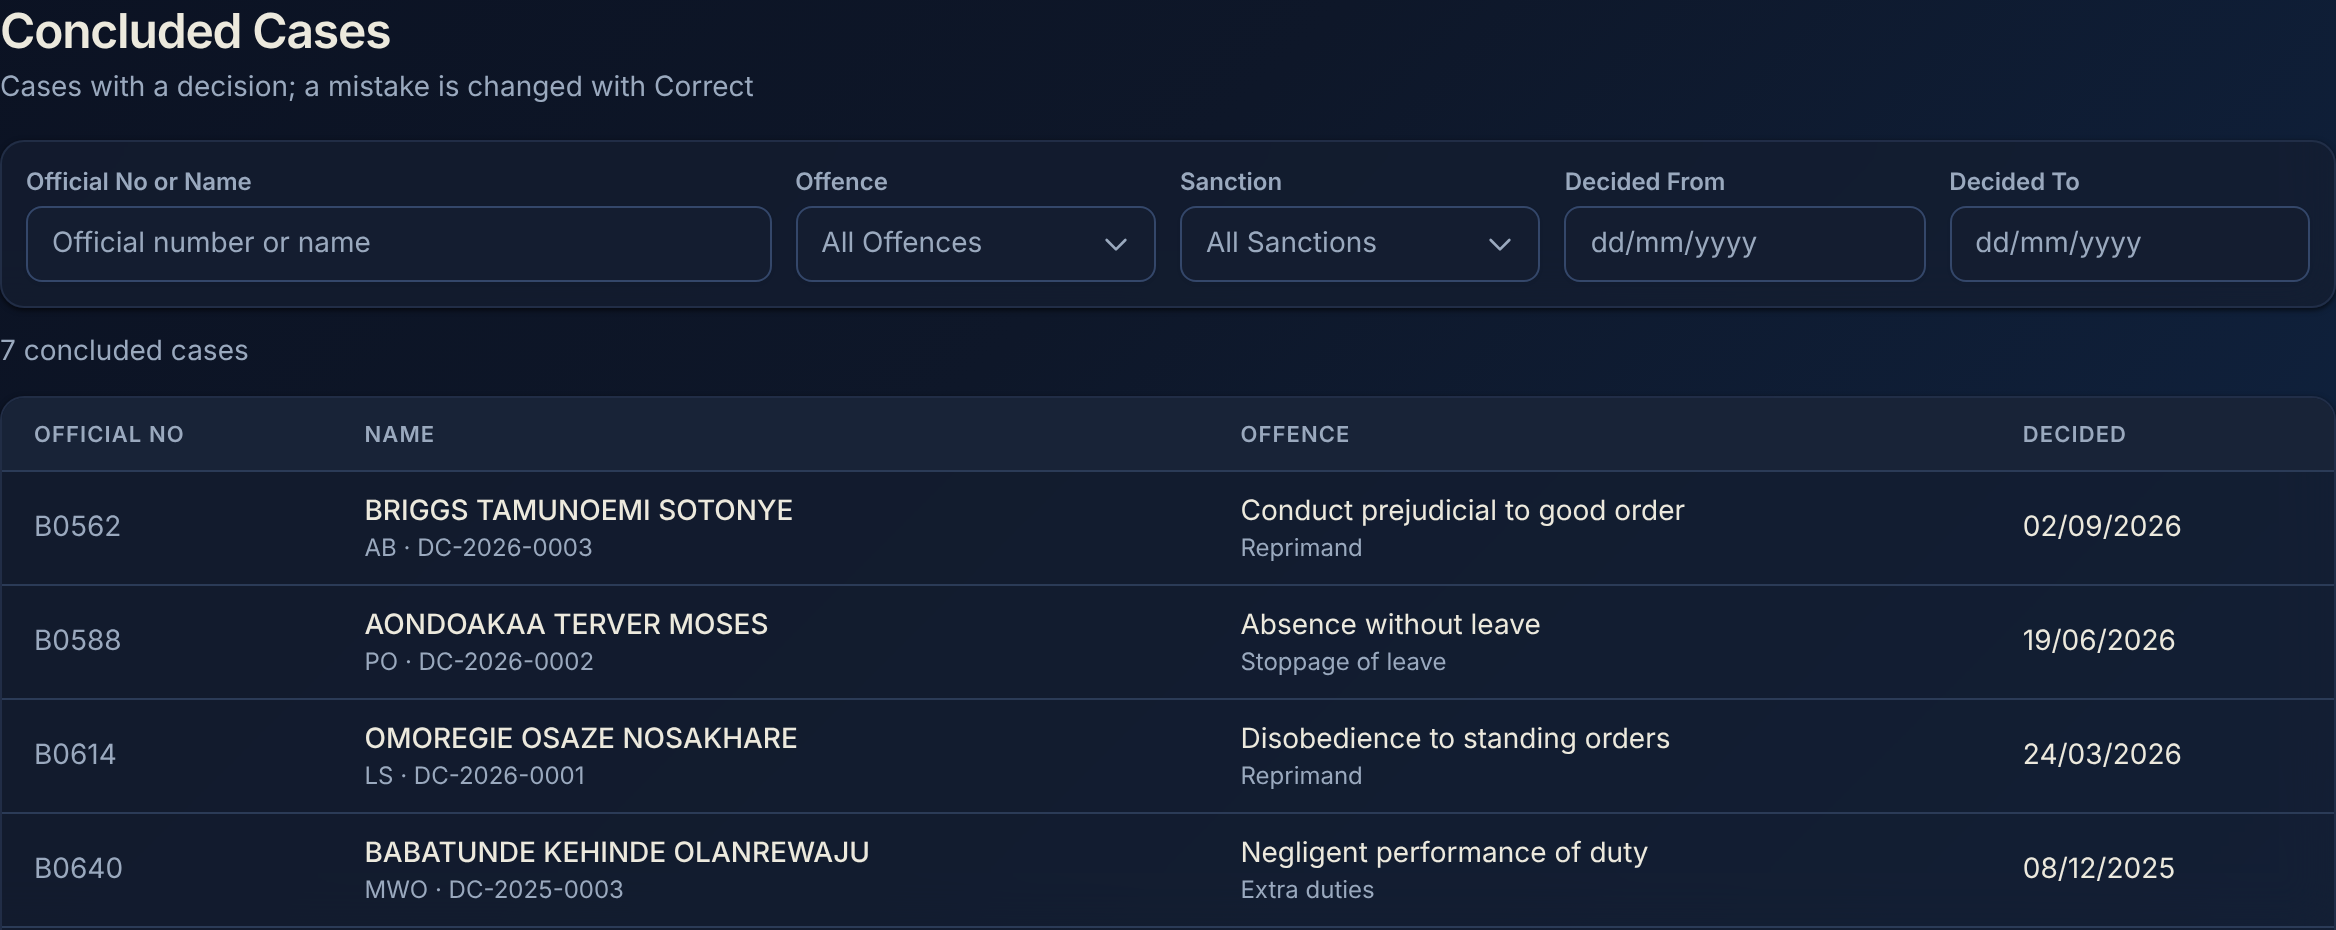 Concluded Cases
Cases with a decision; a mistake is changed with Correct
Official No or Name
Offence
Sanction
Decided From
Decided To
Official number or name
All Offences
All Sanctions
dd/mm/yyyy
dd/mm/yyyy
7 concluded cases
OFFICIAL NO
NAME
OFFENCE
DECIDED
B0562
BRIGGS TAMUNOEMI SOTONYE
AB · DC-2026-0003
Conduct prejudicial to good order
Reprimand
02/09/2026
B0588
AONDOAKAA TERVER MOSES
PO · DC-2026-0002
Absence without leave
Stoppage of leave
19/06/2026
B0614
OMOREGIE OSAZE NOSAKHARE
LS · DC-2026-0001
Disobedience to standing orders
Reprimand
24/03/2026
B0640
BABATUNDE KEHINDE OLANREWAJU
MWO · DC-2025-0003
Negligent performance of duty
Extra duties
08/12/2025